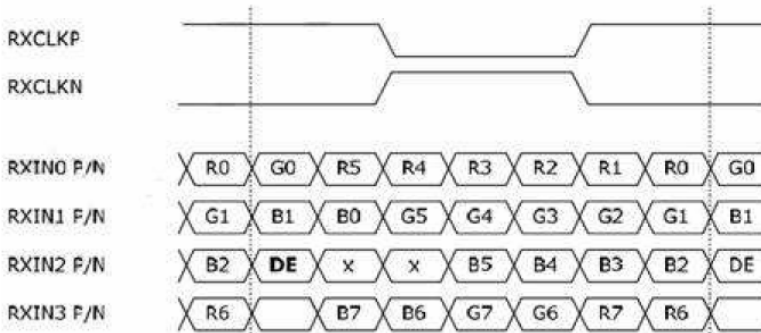 RXCLKP
RXCLKN
RXIN0 P/N R0 G0 R5 R4 R3 R2 R1 R0 G0
RXIN1 P/N G1 B1 B0 G5 G4 G3 G2 G1 B1
RXIN2 P/N B2 DE x x B5 B4 B3 B2 DE
RXIN3 P/N R6 B7 B6 G7 G6 R7 R6